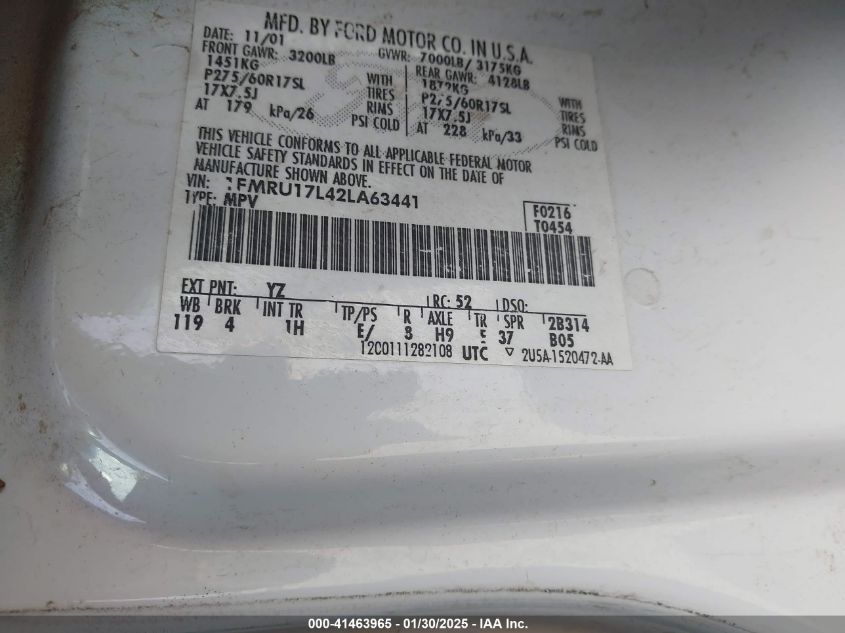 MFD. BY FORD MOTOR CO. IN U.S.A.
DATE: 11/01 GVWR: 7000LB/ 3175KG
FRONT GAWR: 3200LB REAR GAWR: 4128LB
1451KG WITH 1872KG WITH
P275/60R17SL TIRES P275/60R17SL TIRES
17X7.5J RIMS 17X7.5J RIMS
AT 179 kPa/26 PSI COLD AT 228 kPa/33 PSI COLD
THIS VEHICLE CONFORMS TO ALL APPLICABLE FEDERAL MOTOR
VEHICLE SAFETY STANDARDS IN EFFECT ON THE DATE OF
MANUFACTURE SHOWN ABOVE.
VIN: 1FMRU17L42LA63441
TYPE: MPV
F0216
T0454
EXT PNT: YZ RC: 52 DSO:
WB BRK INT TR TP/PS R AXLE TR SPR 2B314
119 4 1H E/ 8 H9 E 37 B05
12C0111282108 UTC ▽ 2U5A-1520472-AA
000-41463965 - 01/30/2025 - IAA Inc.